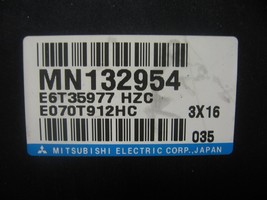 MN132954
E6T35977 HZC
E070T912HC 3X16
035
MITSUBISHI ELECTRIC CORP., JAPAN